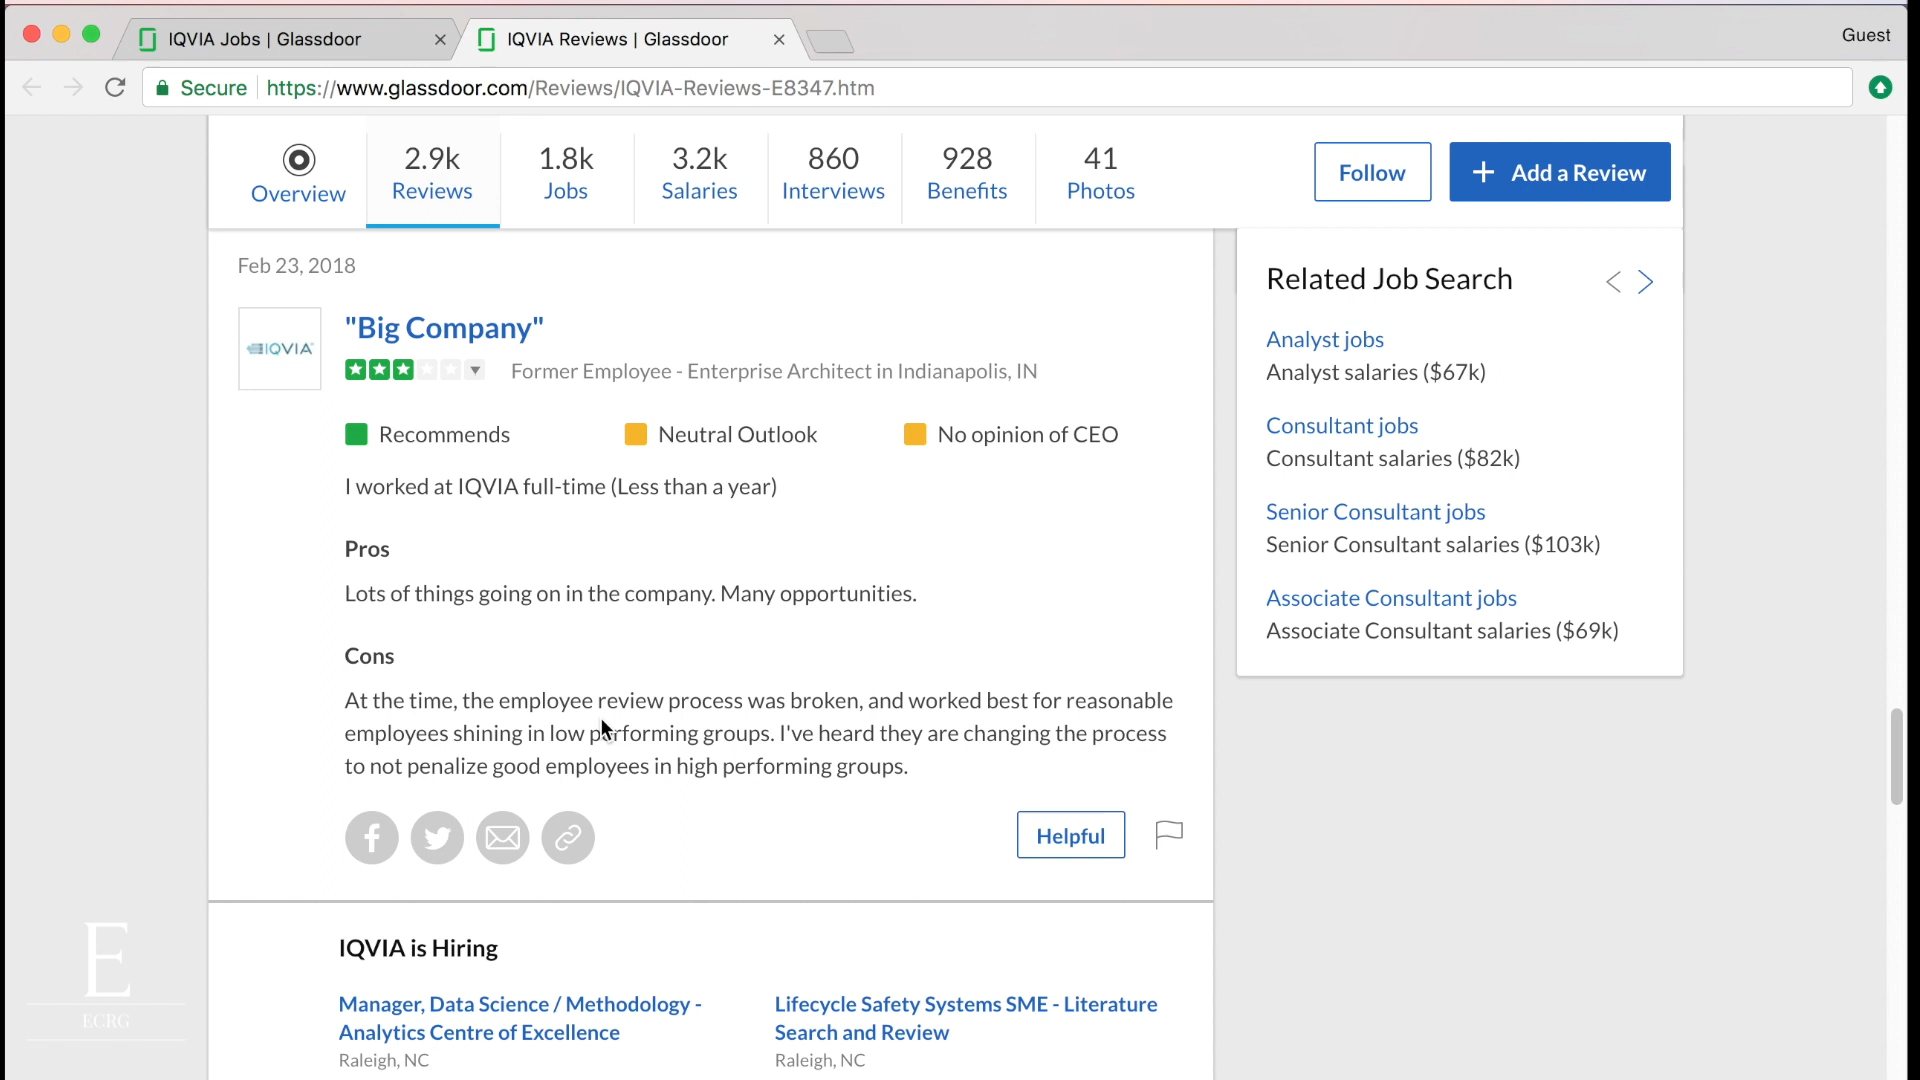 IQVIA Jobs | Glassdoor
IQVIA Reviews | Glassdoor
Guest
Secure
https://www.glassdoor.com/Reviews/IQVIA-Reviews-E8347.htm
Overview
2.9k
Reviews
1.8k
Jobs
3.2k
Salaries
860
Interviews
928
Benefits
41
Photos
Follow
+ Add a Review
Feb 23, 2018
IQVIA
"Big Company"
Former Employee - Enterprise Architect in Indianapolis, IN
Recommends
Neutral Outlook
No opinion of CEO
I worked at IQVIA full-time (Less than a year)
Pros
Lots of things going on in the company. Many opportunities.
Cons
At the time, the employee review process was broken, and worked best for reasonable
employees shining in low performing groups. I've heard they are changing the process
to not penalize good employees in high performing groups.
Helpful
Related Job Search
Analyst jobs
Analyst salaries ($67k)
Consultant jobs
Consultant salaries ($82k)
Senior Consultant jobs
Senior Consultant salaries ($103k)
Associate Consultant jobs
Associate Consultant salaries ($69k)
IQVIA is Hiring
Manager, Data Science / Methodology -
Analytics Centre of Excellence
Raleigh, NC
Lifecycle Safety Systems SME - Literature
Search and Review
Raleigh, NC
E
ECRG